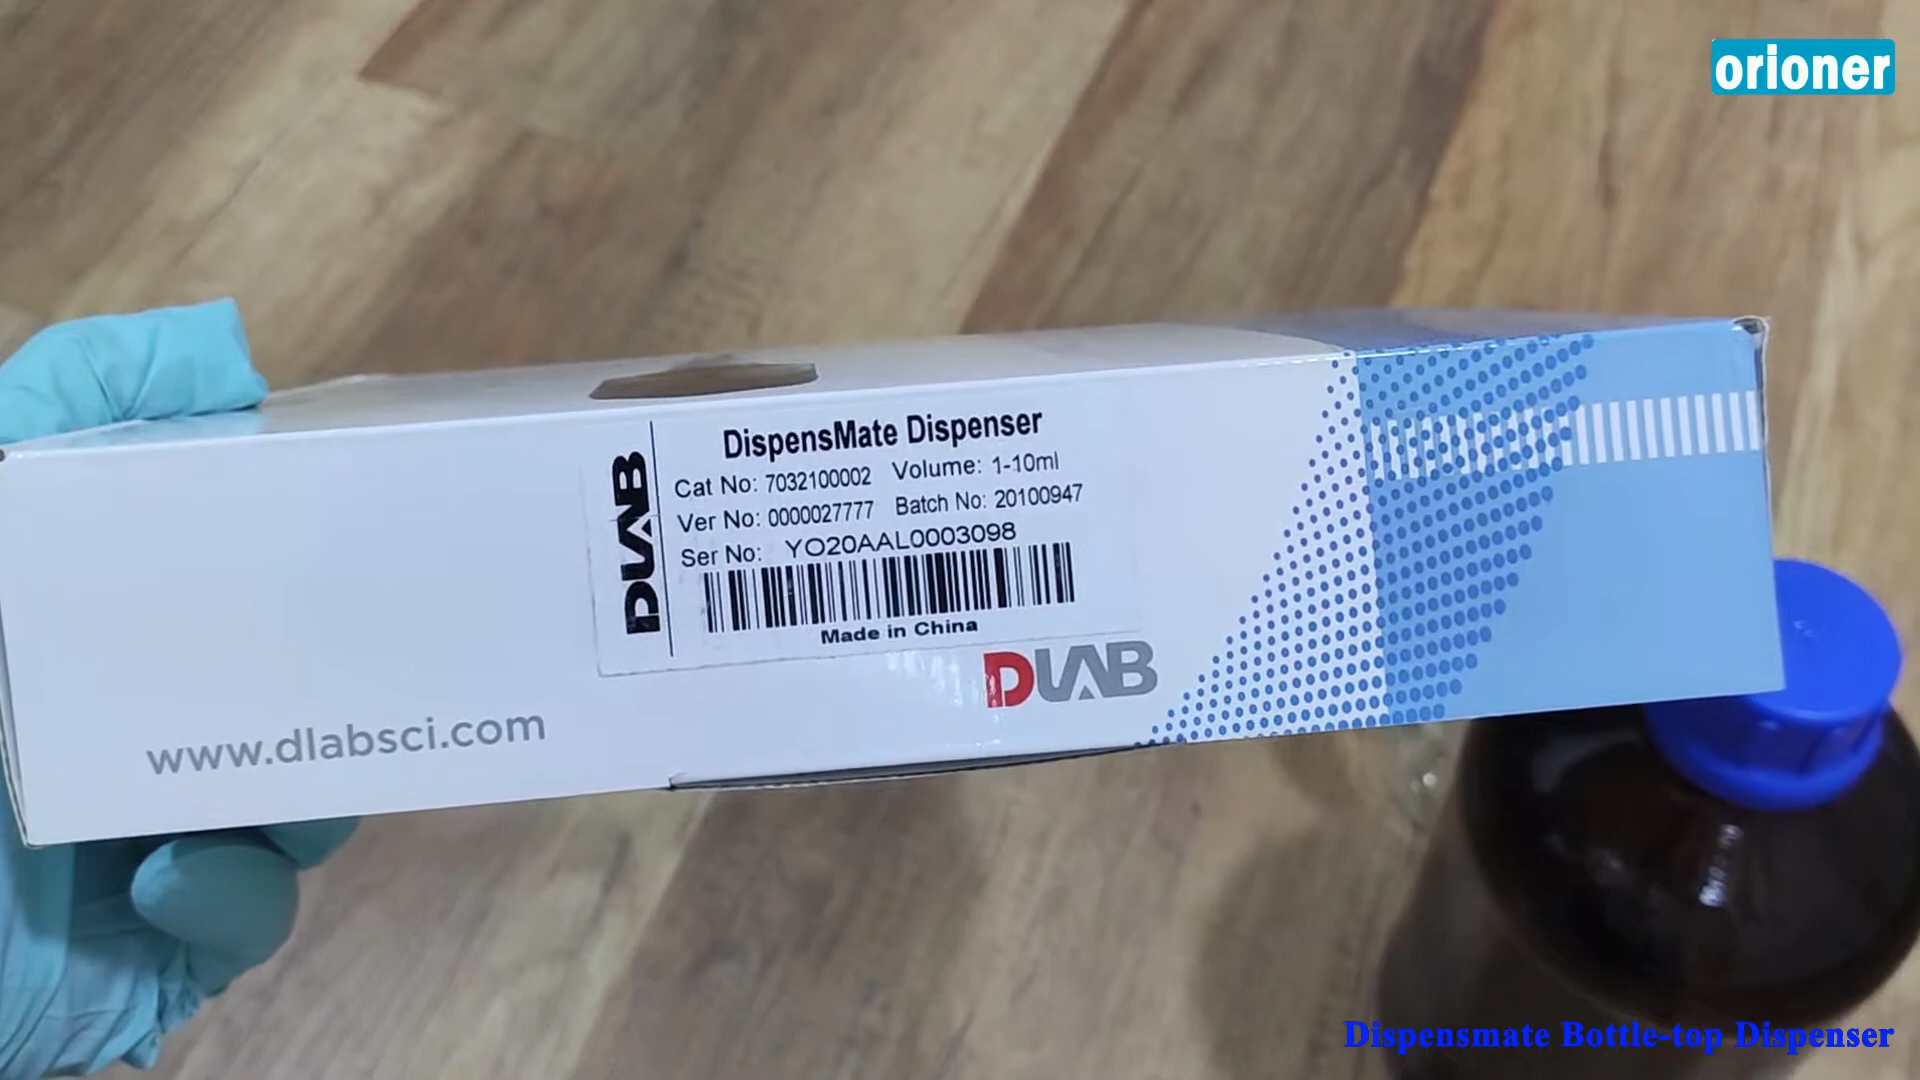 orioner
DispensMate Dispenser
Cat No: 7032100002 Volume: 1-10ml
Ver No: 0000027777 Batch No: 20100947
Ser No: YO20AAL0003098
Made in China
DLAB
DLAB
www.dlabsci.com
Dispensmate Bottle-top Dispenser